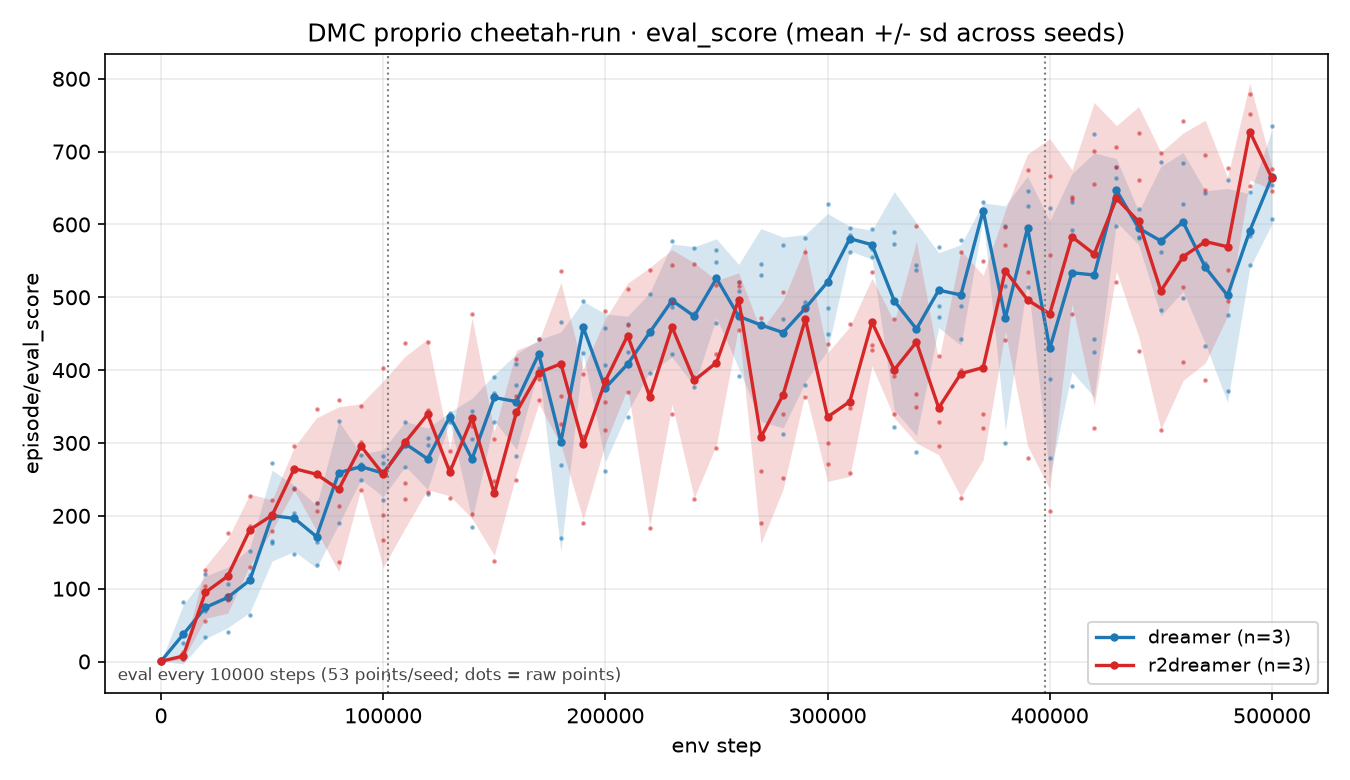 DMC proprio cheetah-run · eval_score (mean +/- sd across seeds)
episode/eval_score
800
700
600
500
400
300
200
100
0
eval every 10000 steps (53 points/seed; dots = raw points)
dreamer (n=3)
r2dreamer (n=3)
0
100000
200000
300000
400000
500000
env step